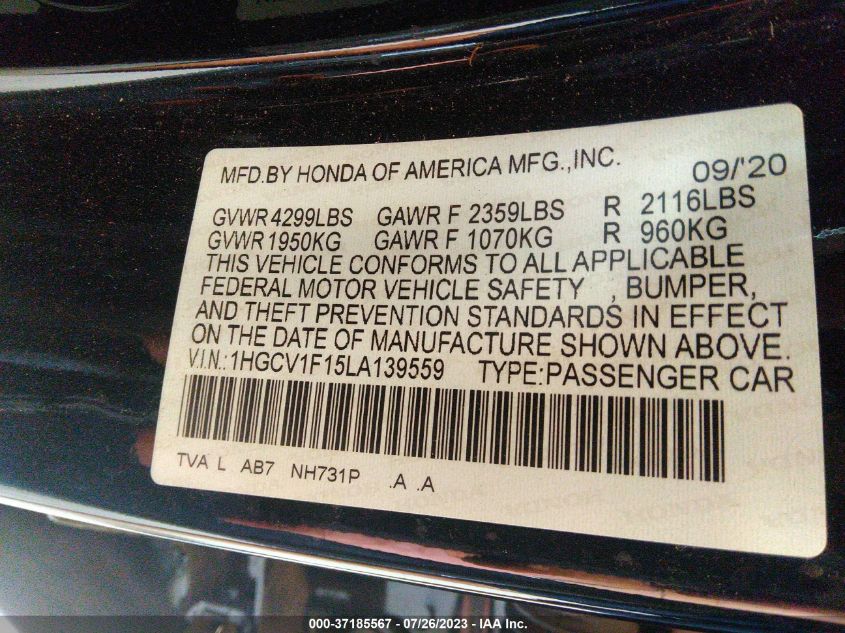 MFD.BY HONDA OF AMERICA MFG.,INC. 09/'20
GVWR 4299LBS GAWR F 2359LBS R 2116LBS
GVWR 1950KG GAWR F 1070KG R 960KG
THIS VEHICLE CONFORMS TO ALL APPLICABLE
FEDERAL MOTOR VEHICLE SAFETY , BUMPER,
AND THEFT PREVENTION STANDARDS IN EFFECT
ON THE DATE OF MANUFACTURE SHOWN ABOVE.
V.I.N.:1HGCV1F15LA139559 TYPE:PASSENGER CAR
TVA L AB7 NH731P .A .A
000-37185567 / 07/26/2023 - IAA Inc.